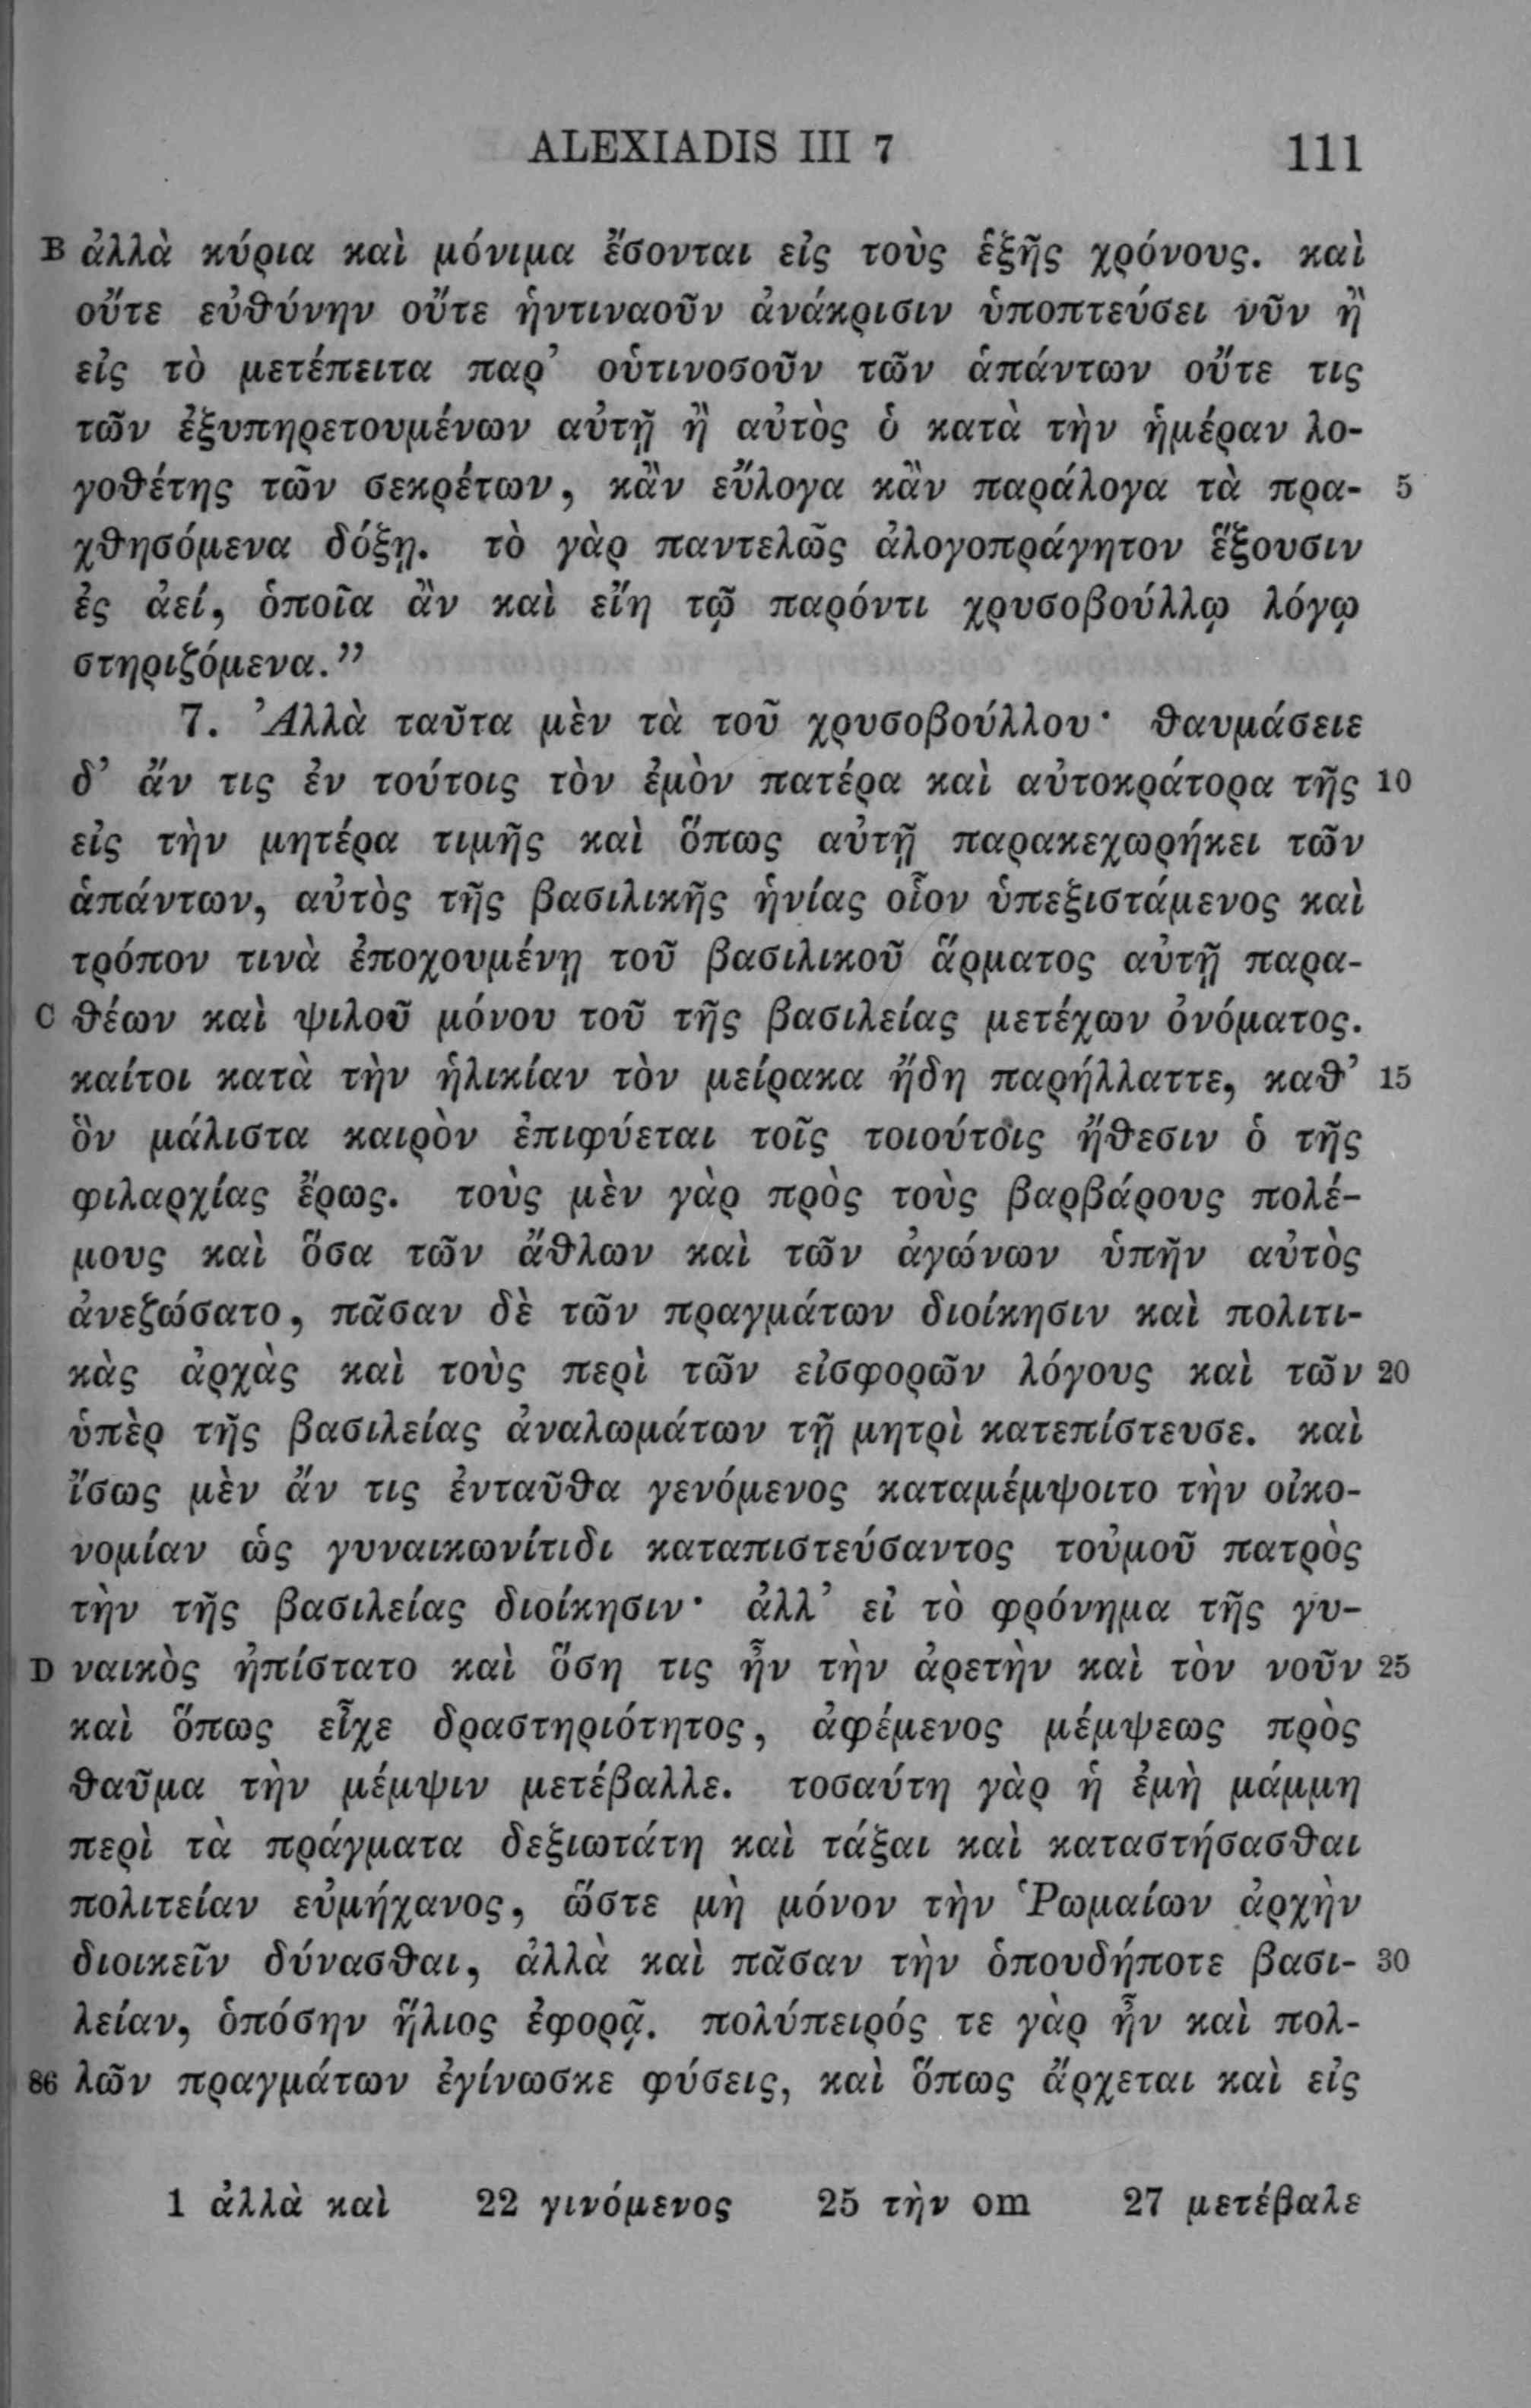 ALEXIADIS III 7 111
B ἀλλὰ κύρια καὶ μόνιμα ἔσονται εἰς τοὺς ἑξῆς χρόνους. καὶ
οὔτε εὐθύνην οὔτε ἡντιναοῦν ἀνάκρισιν ὑποπτεύσει νῦν ἢ
εἰς τὸ μετέπειτα παρ’ οὑτινοσοῦν τῶν ἁπάντων οὔτε τις
τῶν ἐξυπηρετουμένων αὐτῇ ἢ αὐτὸς ὁ κατὰ τὴν ἡμέραν λο-
γοθέτης τῶν σεκρέτων, κἂν εὔλογα κἂν παράλογα τὰ πρα- 5
χθησόμενα δόξῃ. τὸ γὰρ παντελῶς ἀλογοπράγητον ἕξουσιν
ἐς ἀεί, ὁποῖα ἂν καὶ εἴη τῷ παρόντι χρυσοβούλλῳ λόγῳ
στηριζόμενα.”
7. Ἀλλὰ ταῦτα μὲν τὰ τοῦ χρυσοβούλλου· θαυμάσειε
δ’ ἄν τις ἐν τούτοις τὸν ἐμὸν πατέρα καὶ αὐτοκράτορα τῆς 10
εἰς τὴν μητέρα τιμῆς καὶ ὅπως αὐτῇ παρακεχωρήκει τῶν
ἁπάντων, αὐτὸς τῆς βασιλικῆς ἡνίας οἷον ὑπεξιστάμενος καὶ
τρόπον τινὰ ἐποχουμένῃ τοῦ βασιλικοῦ ἅρματος αὐτῇ παρα-
C θέων καὶ ψιλοῦ μόνου τοῦ τῆς βασιλείας μετέχων ὀνόματος.
καίτοι κατὰ τὴν ἡλικίαν τὸν μείρακα ἤδη παρήλλαττε, καθ’ 15
ὃν μάλιστα καιρὸν ἐπιφύεται τοῖς τοιούτοις ἤθεσιν ὁ τῆς
φιλαρχίας ἔρως. τοὺς μὲν γὰρ πρὸς τοὺς βαρβάρους πολέ-
μους καὶ ὅσα τῶν ἄθλων καὶ τῶν ἀγώνων ὑπῆν αὐτὸς
ἀνεζώσατο, πᾶσαν δὲ τῶν πραγμάτων διοίκησιν καὶ πολιτι-
κὰς ἀρχὰς καὶ τοὺς περὶ τῶν εἰσφορῶν λόγους καὶ τῶν 20
ὑπὲρ τῆς βασιλείας ἀναλωμάτων τῇ μητρὶ κατεπίστευσε. καὶ
ἴσως μὲν ἄν τις ἐνταῦθα γενόμενος καταμέμψοιτο τὴν οἰκο-
νομίαν ὡς γυναικωνίτιδι καταπιστεύσαντος τοὐμοῦ πατρὸς
τὴν τῆς βασιλείας διοίκησιν· ἀλλ’ εἰ τὸ φρόνημα τῆς γυ-
D ναικὸς ἠπίστατο καὶ ὅση τις ἦν τὴν ἀρετὴν καὶ τὸν νοῦν 25
καὶ ὅπως εἶχε δραστηριότητος, ἀφέμενος μέμψεως πρὸς
θαῦμα τὴν μέμψιν μετέβαλλε. τοσαύτη γὰρ ἡ ἐμὴ μάμμη
περὶ τὰ πράγματα δεξιωτάτη καὶ τάξαι καὶ καταστήσασθαι
πολιτείαν εὐμήχανος, ὥστε μὴ μόνον τὴν Ῥωμαίων ἀρχὴν
διοικεῖν δύνασθαι, ἀλλὰ καὶ πᾶσαν τὴν ὁπουδήποτε βασι- 30
λείαν, ὁπόσην ἥλιος ἐφορᾷ. πολύπειρός τε γὰρ ἦν καὶ πολ-
86 λῶν πραγμάτων ἐγίνωσκε φύσεις, καὶ ὅπως ἄρχεται καὶ εἰς
1 ἀλλὰ καὶ 22 γινόμενος 25 τὴν om 27 μετέβαλε